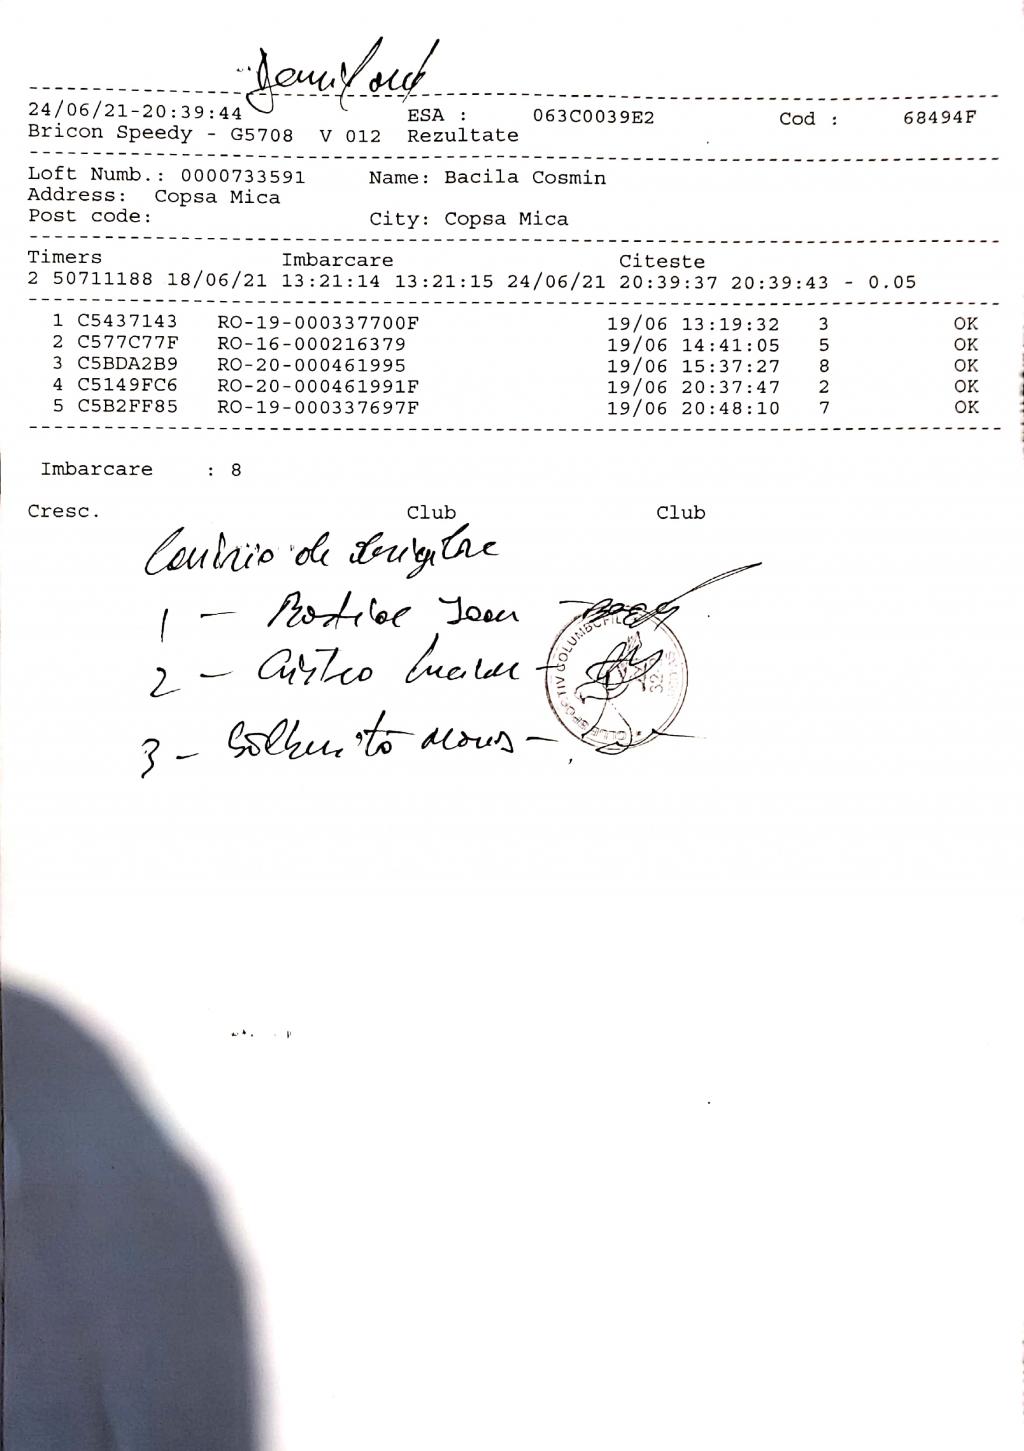 24/06/21-20:39:44 ESA : 063C0039E2 Cod : 68494F
Bricon Speedy - G5708 V 012 Rezultate
Loft Numb.: 0000733591 Name: Bacila Cosmin
Address: Copsa Mica
Post code: City: Copsa Mica
Timers Imbarcare Citeste
2 50711188 18/06/21 13:21:14 13:21:15 24/06/21 20:39:37 20:39:43 - 0.05
1 C5437143 RO-19-000337700F 19/06 13:19:32 3 OK
2 C577C77F RO-16-000216379 19/06 14:41:05 5 OK
3 C5BDA2B9 RO-20-000461995 19/06 15:37:27 8 OK
4 C5149FC6 RO-20-000461991F 19/06 20:37:47 2 OK
5 C5B2FF85 RO-19-000337697F 19/06 20:48:10 7 OK
Imbarcare : 8
Cresc. Club Club
de
1 -
2 -
3 -